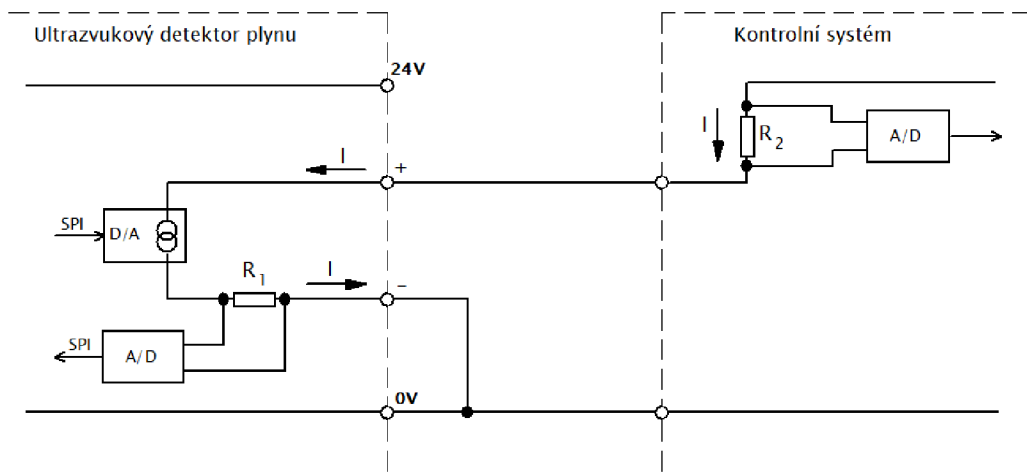 Ultrazvukový detektor plynu
Kontrolní systém
24V
I
R2
A/D
I
+
SPI
D/A
R1
I
−
SPI
A/D
0V